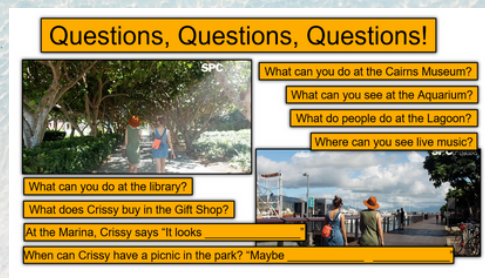 Questions, Questions, Questions!
SPC
What can you do at the Cairns Museum?
What can you see at the Aquarium?
What do people do at the Lagoon?
Where can you see live music?
What can you do at the library?
What does Crissy buy in the Gift Shop?
At the Marina, Crissy says “It looks ________________”
When can Crissy have a picnic in the park? “Maybe _____________ _ _____________”